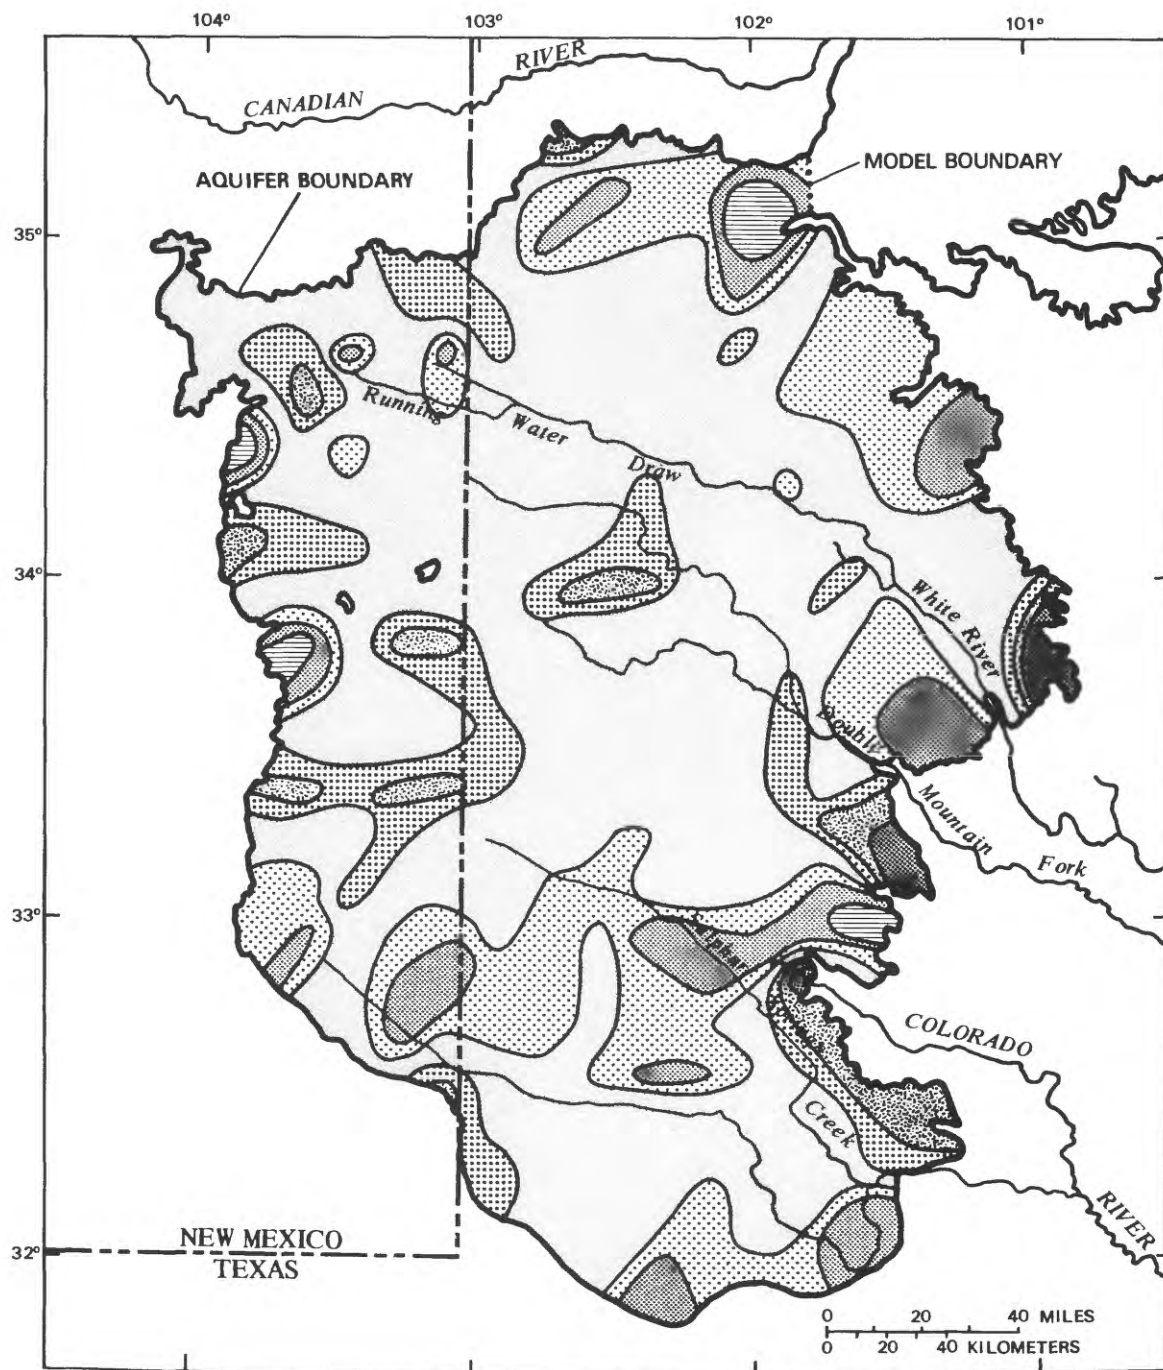 104° 103° 102° 101°
CANADIAN RIVER
AQUIFER BOUNDARY
MODEL BOUNDARY
35°
Running Water Draw
34°
White River
Double Mountain Fork
33°
COLORADO
Creek
RIVER
32°
NEW MEXICO
TEXAS
0 20 40 MILES
0 20 40 KILOMETERS